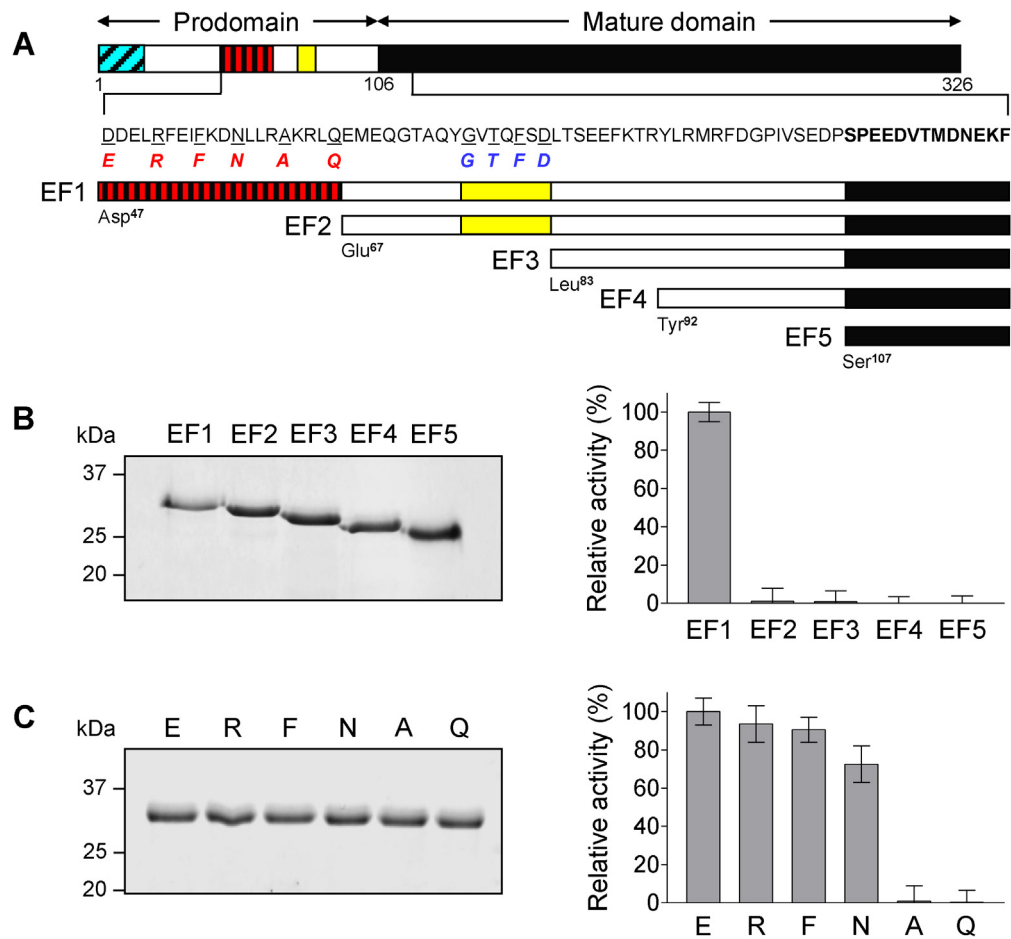 Prodomain Mature domain
A
1 106 326
DDELRFEIFKDNLLRAKRLQEMEQGTAQYGVTQFSDLTSEEFKTRYLRMRFDGPIVSEDPSPEEDVTMDNEKF
E R F N A Q G T F D
EF1
Asp47
EF2
Glu67
EF3
Leu83
EF4
Tyr92
EF5
Ser107
B
kDa EF1 EF2 EF3 EF4 EF5
37
25
20
Relative activity (%)
100
80
60
40
20
0
EF1 EF2 EF3 EF4 EF5
C
kDa E R F N A Q
37
25
20
Relative activity (%)
100
80
60
40
20
0
E R F N A Q